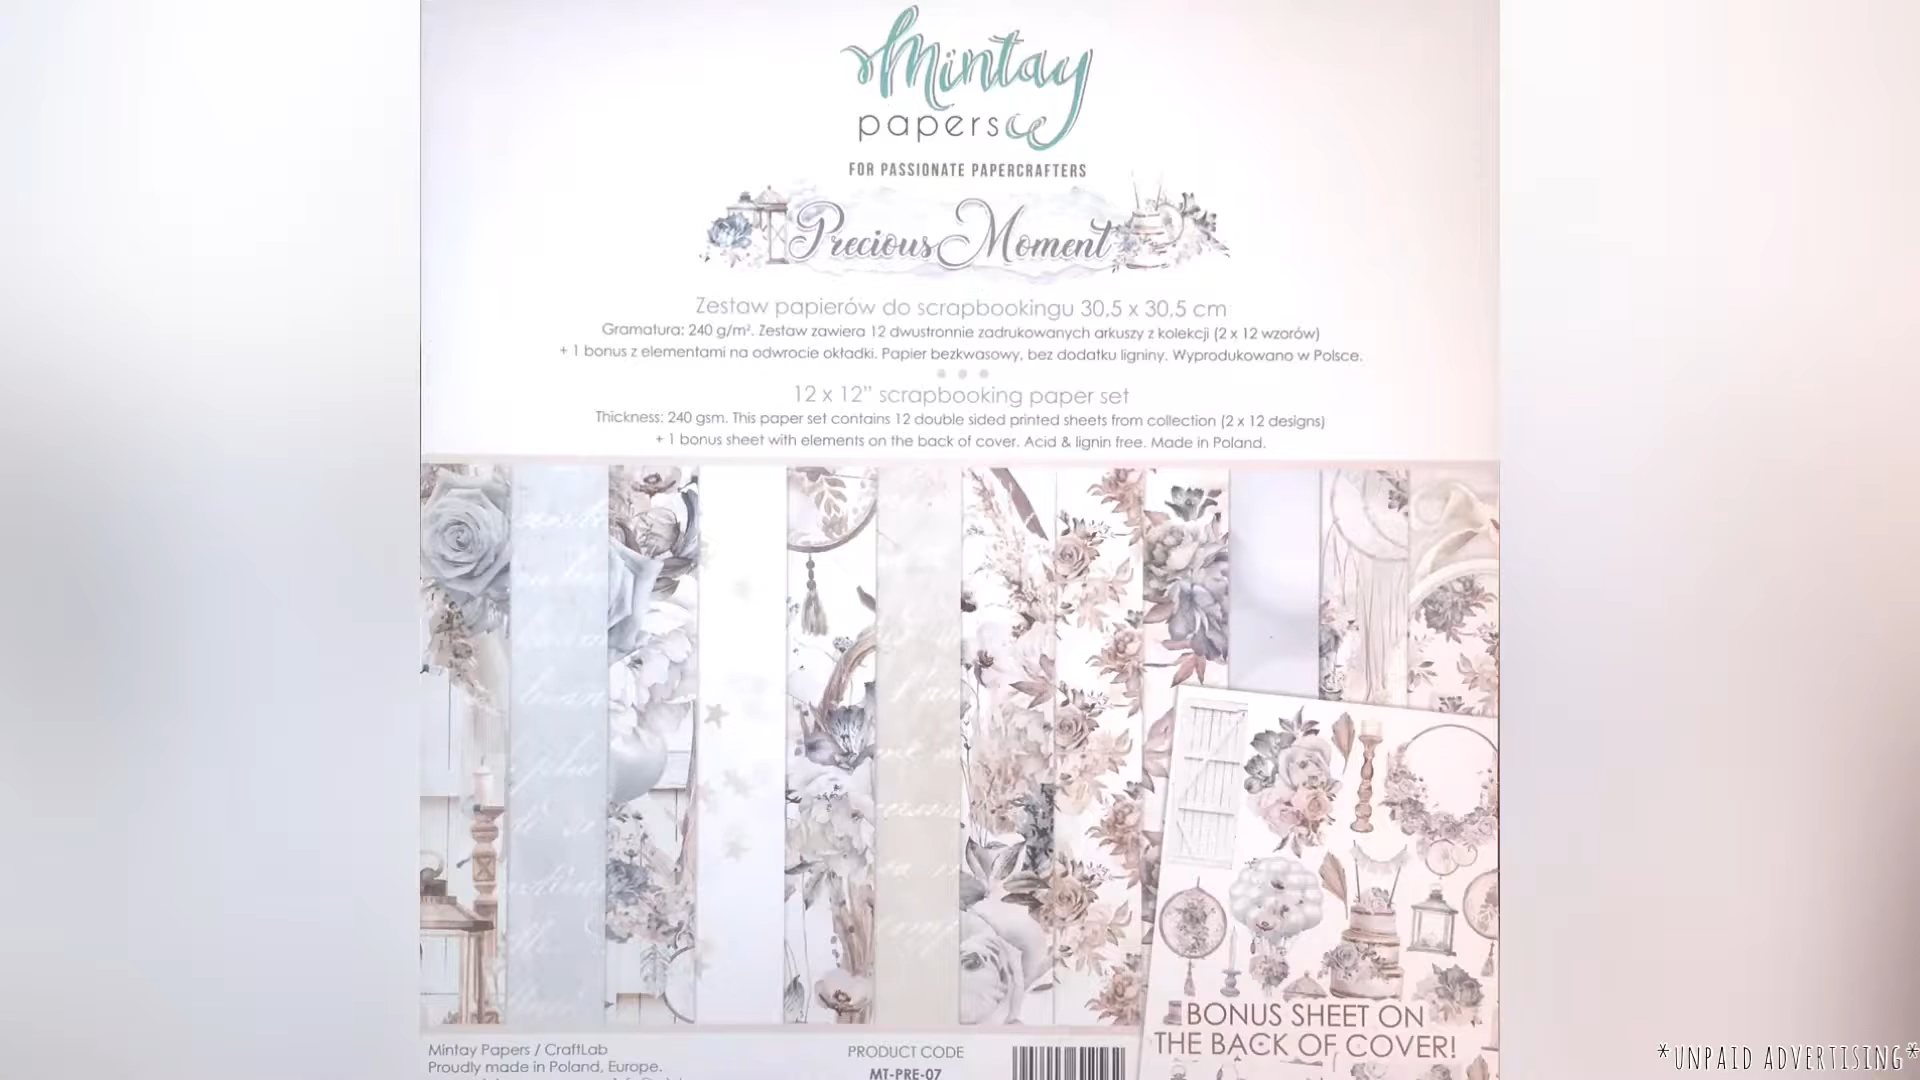 Mintay
papers
FOR PASSIONATE PAPERCRAFTERS
Precious Moment
Zestaw papierów do scrapbookingu 30,5 x 30,5 cm
Gramatura: 240 g/m². Zestaw zawiera 12 dwustronnie zadrukowanych arkuszy z kolekcji (2 x 12 wzorów)
+ 1 bonus z elementami na odwrocie okładki. Papier bezkwasowy, bez dodatku ligniny. Wyprodukowano w Polsce.
12 x 12” scrapbooking paper set
Thickness: 240 gsm. This paper set contains 12 double sided printed sheets from collection (2 x 12 designs)
+ 1 bonus sheet with elements on the back of cover. Acid & lignin free. Made in Poland.
BONUS SHEET ON
THE BACK OF COVER!
Mintay Papers / CraftLab
Proudly made in Poland, Europe.
PRODUCT CODE
MT-PRE-07
*UNPAID ADVERTISING*